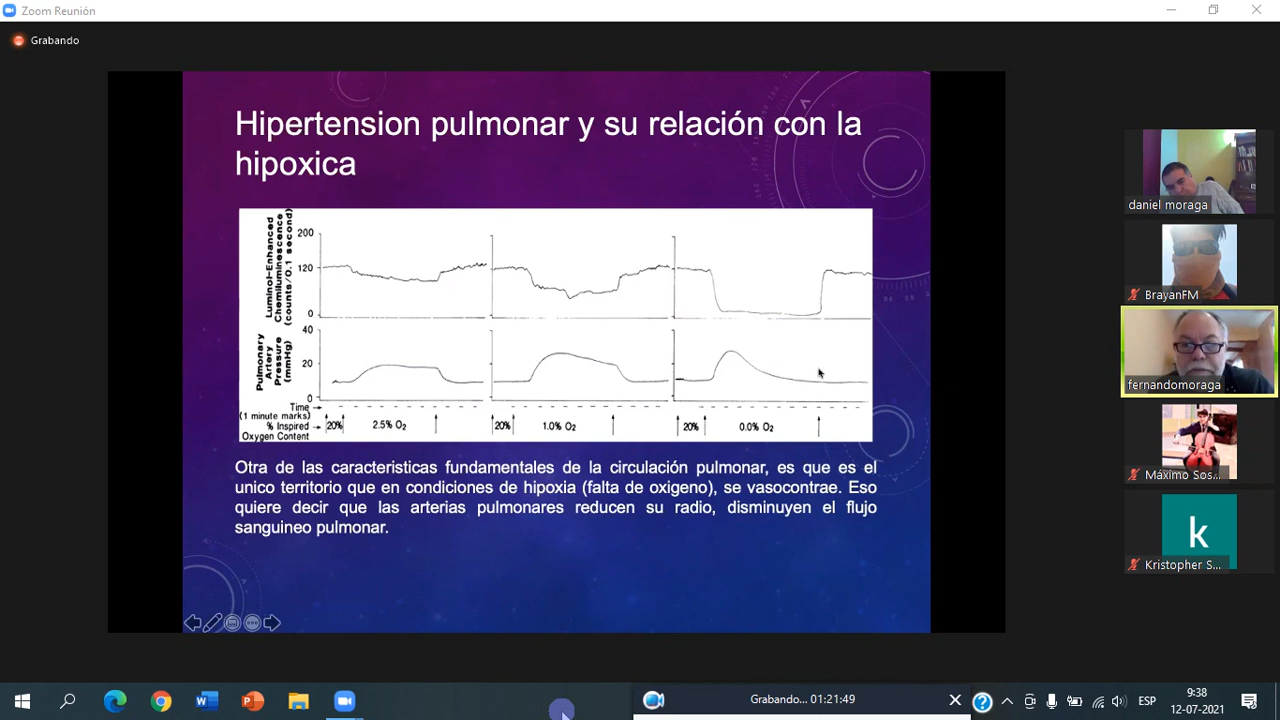 Zoom Reunión
Grabando
Hipertension pulmonar y su relación con la
hipoxica
Luminol-Enhanced
Chemiluminescence
(counts/0.1 second)
200
120
0
Pulmonary
Artery
Pressure
(mmHg)
40
20
0
Time
(1 minute marks)
% Inspired
Oxygen Content
20%
2.5% O₂
20%
1.0% O₂
20%
0.0% O₂
Otra de las caracteristicas fundamentales de la circulación pulmonar, es que es el
unico territorio que en condiciones de hipoxia (falta de oxigeno), se vasocontrae. Eso
quiere decir que las arterias pulmonares reducen su radio, disminuyen el flujo
sanguineo pulmonar.
daniel moraga
BrayanFM
fernandomoraga
Máximo Sos...
k
Kristopher S...
Grabando... 01:21:49
ESP
9:38
12-07-2021